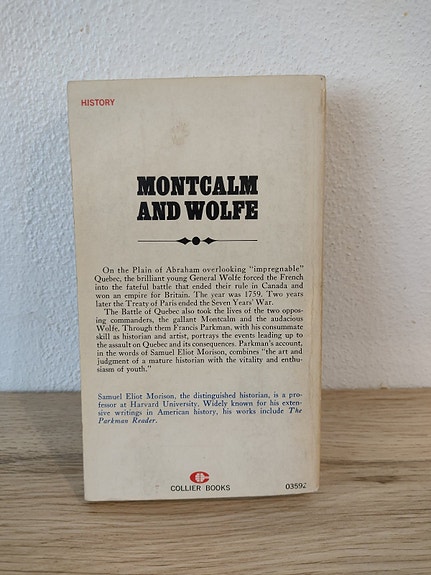 HISTORY
MONTCALM
AND WOLFE
On the Plain of Abraham overlooking "impregnable"
Quebec, the brilliant young General Wolfe forced the French
into the fateful battle that ended their rule in Canada and
won an empire for Britain. The year was 1759. Two years
later the Treaty of Paris ended the Seven Years' War.
The Battle of Quebec also took the lives of the two oppos-
ing commanders, the gallant Montcalm and the audacious
Wolfe. Through them Francis Parkman, with his consummate
skill as historian and artist, portrays the events leading up to
the assault on Quebec and its consequences. Parkman's account,
in the words of Samuel Eliot Morison, combines "the art and
judgment of a mature historian with the vitality and enthu-
siasm of youth."
Samuel Eliot Morison, the distinguished historian, is a pro-
fessor at Harvard University. Widely known for his exten-
sive writings in American history, his works include The
Parkman Reader.
COLLIER BOOKS
03592